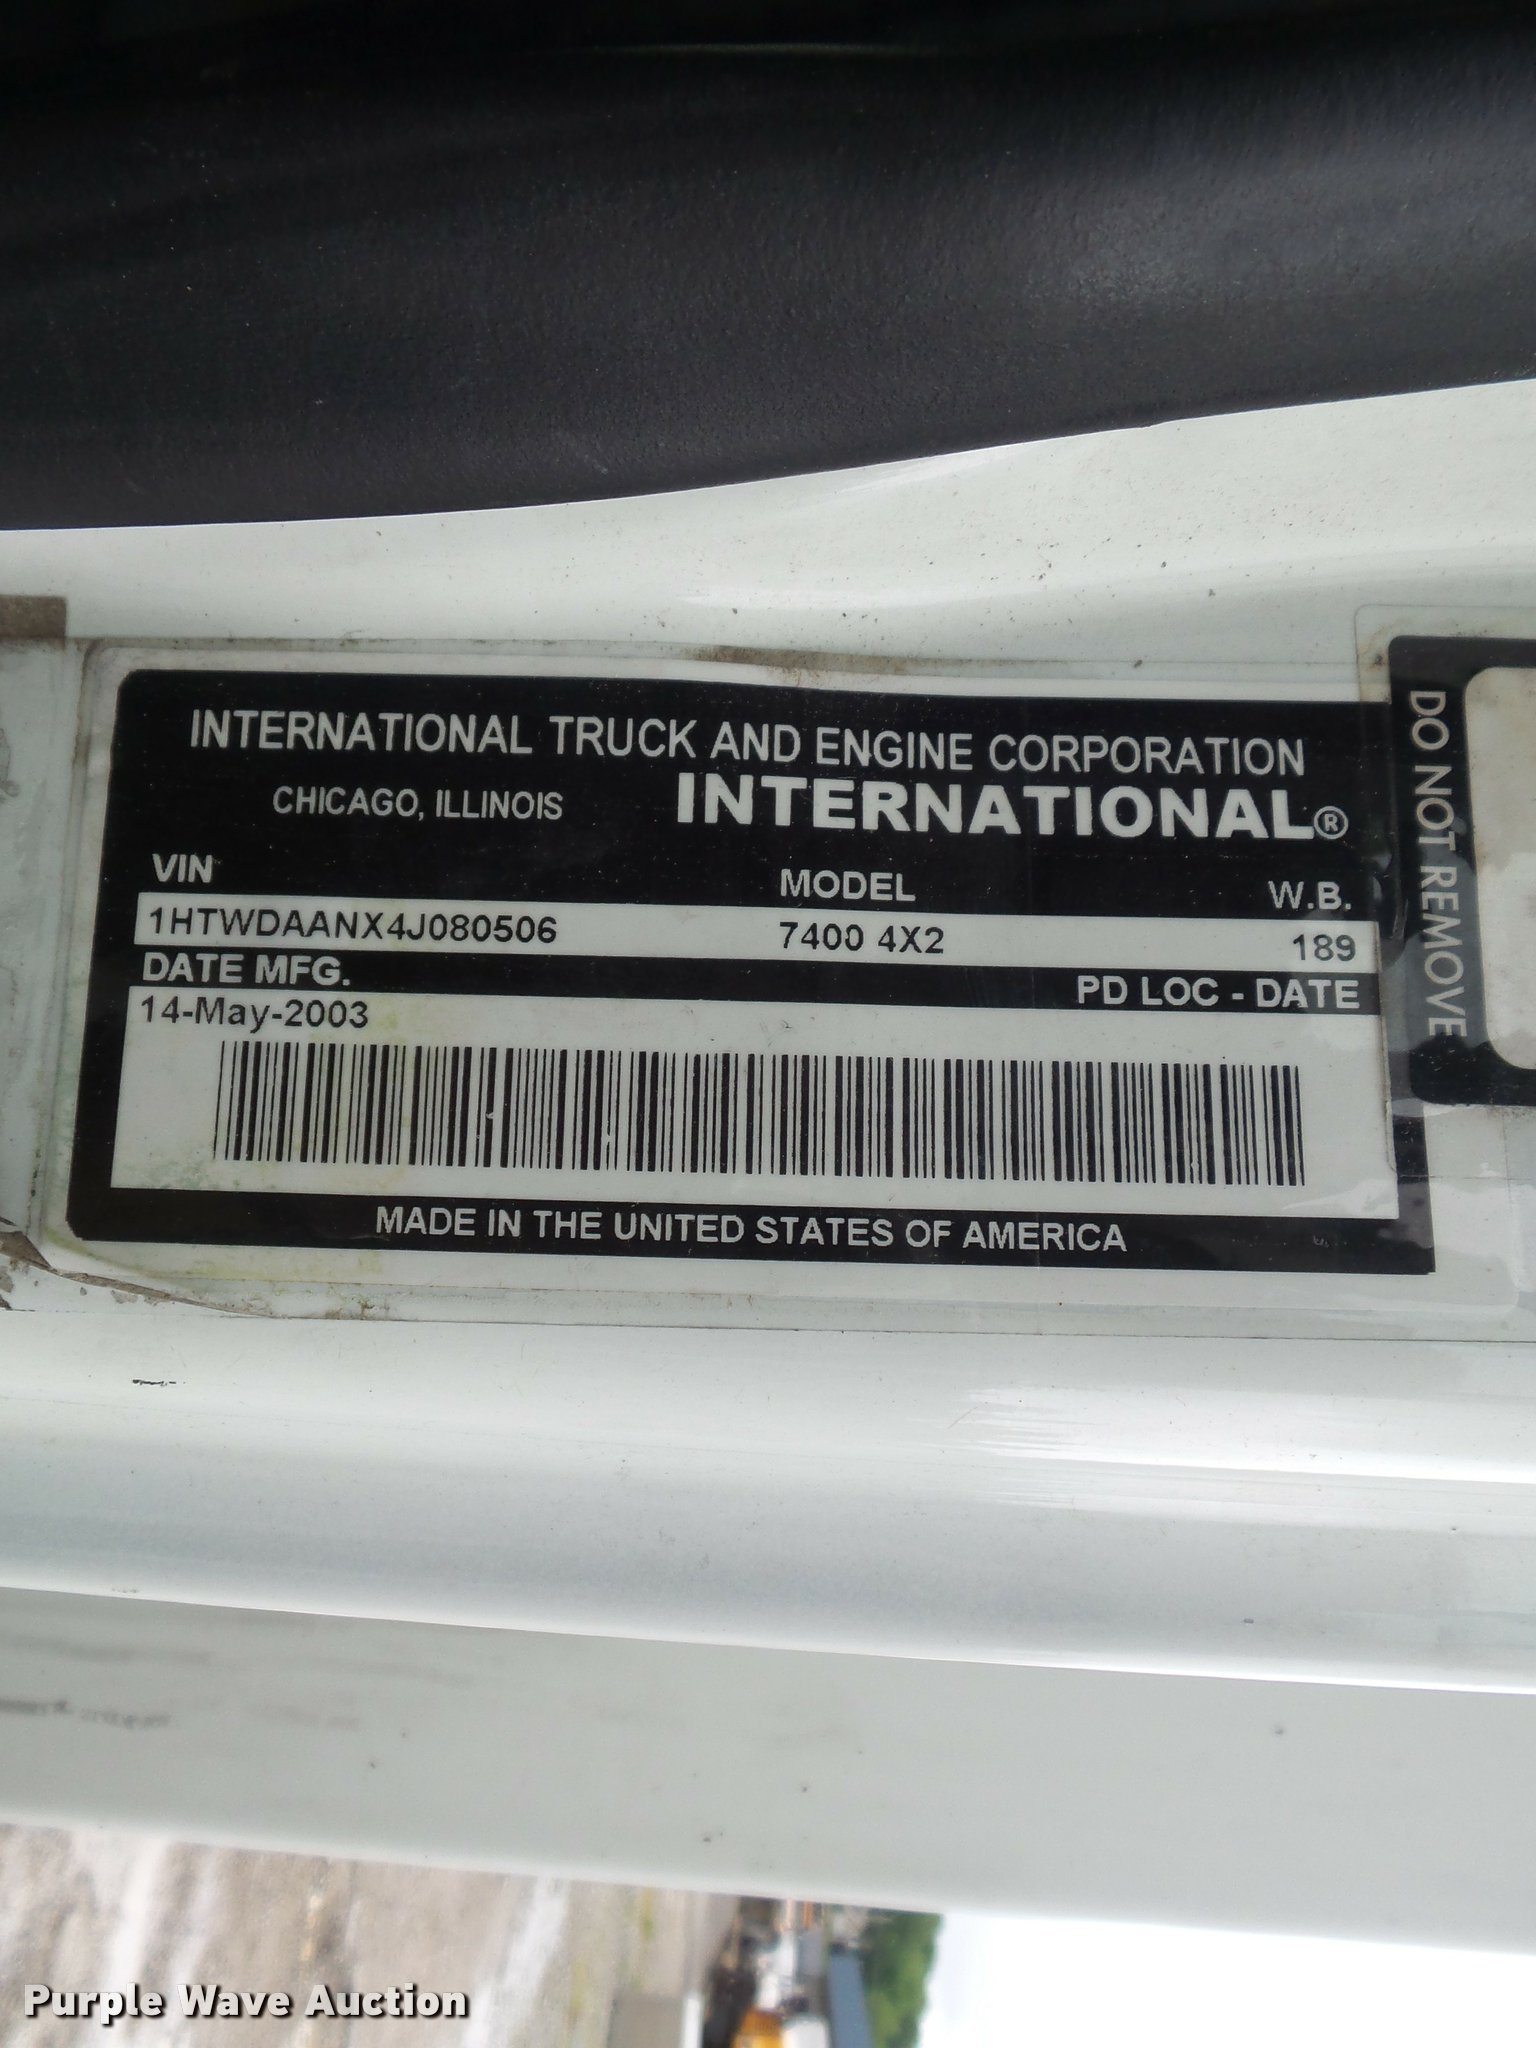 INTERNATIONAL TRUCK AND ENGINE CORPORATION
CHICAGO, ILLINOIS INTERNATIONAL®
VIN MODEL W.B.
1HTWDAANX4J080506 7400 4X2 189
DATE MFG. PD LOC - DATE
14-May-2003
MADE IN THE UNITED STATES OF AMERICA
DO NOT REMOVE
Purple Wave Auction